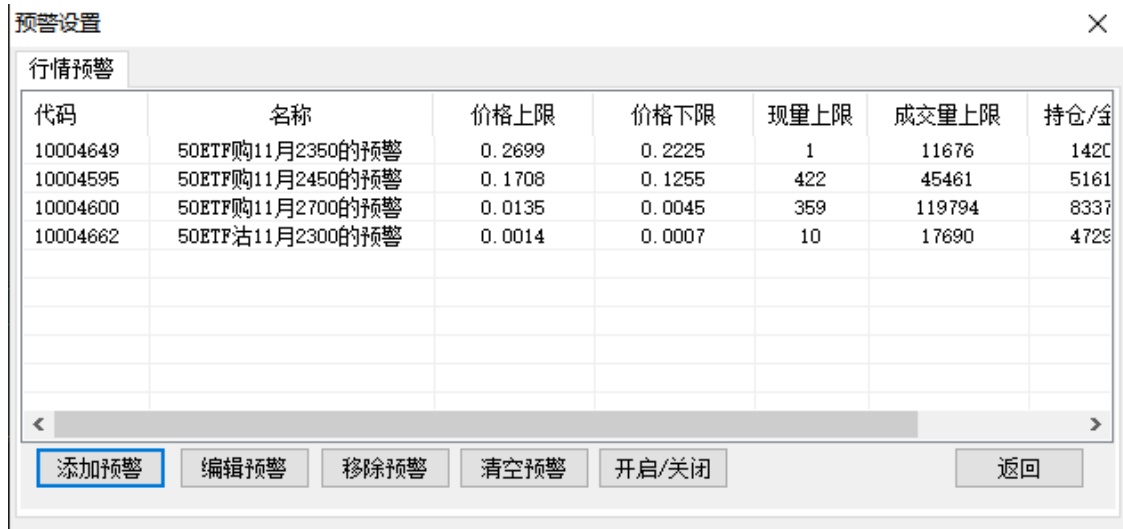 预警设置
行情预警
代码 名称 价格上限 价格下限 现量上限 成交量上限 持仓/金
10004649 50ETF购11月2350的预警 0.2699 0.2225 1 11676 1420
10004595 50ETF购11月2450的预警 0.1708 0.1255 422 45461 5161
10004600 50ETF购11月2700的预警 0.0135 0.0045 359 119794 8337
10004662 50ETF沽11月2300的预警 0.0014 0.0007 10 17690 4729
添加预警 编辑预警 移除预警 清空预警 开启/关闭 返回